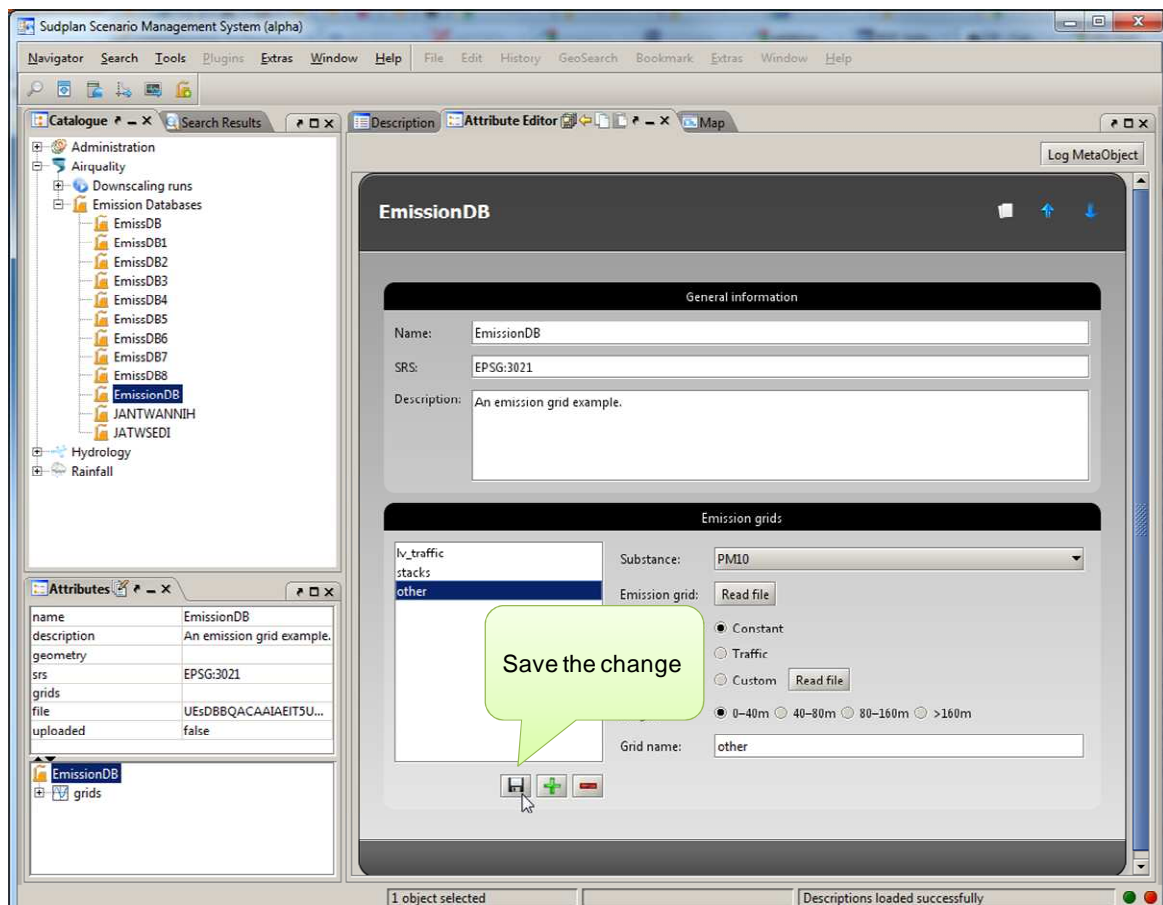 Sudplan Scenario Management System (alpha)
Navigator Search Tools Plugins Extras Window Help File Edit History GeoSearch Bookmark Extras Window Help
Catalogue
Search Results
Administration
Airquality
Downscaling runs
Emission Databases
EmissDB
EmissDB1
EmissDB2
EmissDB3
EmissDB4
EmissDB5
EmissDB6
EmissDB7
EmissDB8
EmissionDB
JANTWANNIH
JATWSEDI
Hydrology
Rainfall
Attributes
name EmissionDB
description An emission grid example.
geometry
srs EPSG:3021
grids
file UEsDBBQACAAIAEIT5U...
uploaded false
EmissionDB
grids
Description Attribute Editor Map
Log MetaObject
EmissionDB
General information
Name: EmissionDB
SRS: EPSG:3021
Description: An emission grid example.
Emission grids
lv_traffic
stacks
other
Substance: PM10
Emission grid: Read file
Constant
Traffic
Custom Read file
0–40m 40–80m 80–160m >160m
Grid name: other
Save the change
1 object selected
Descriptions loaded successfully